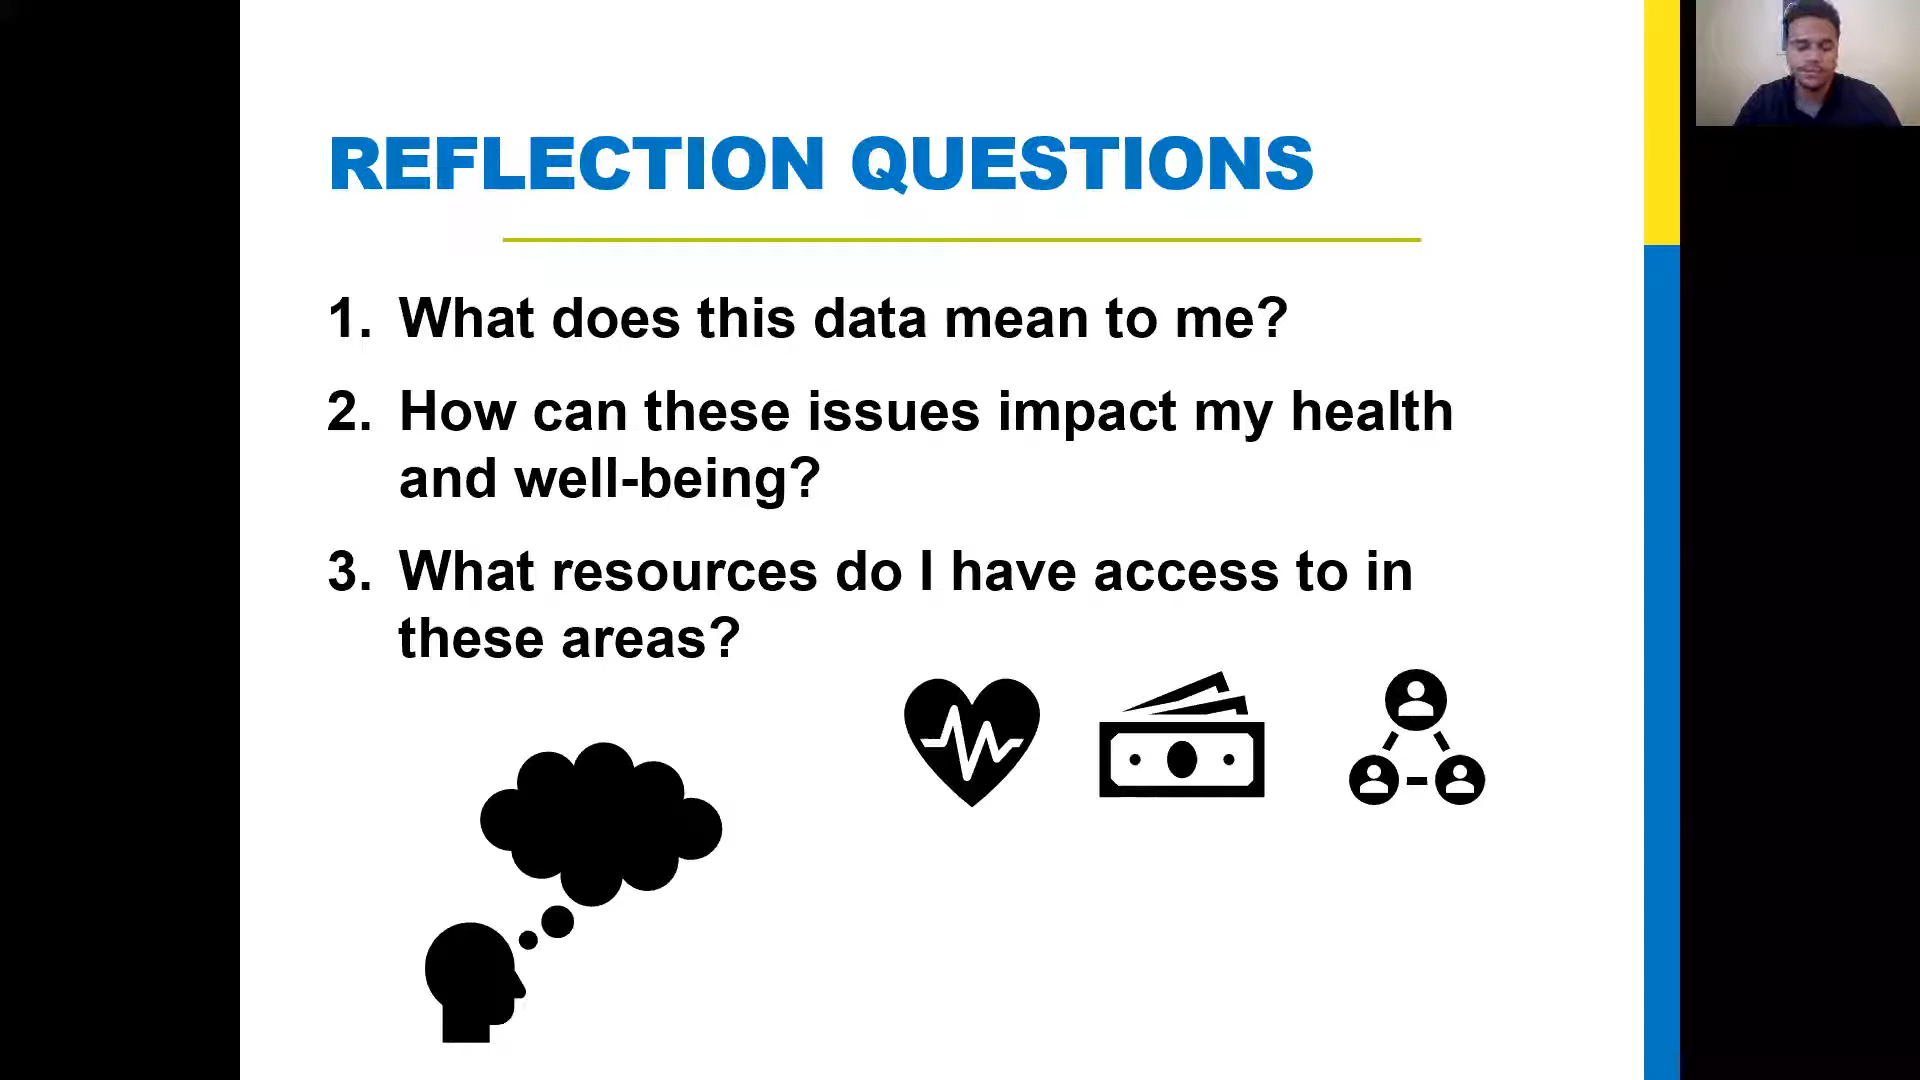 REFLECTION QUESTIONS
1. What does this data mean to me?
2. How can these issues impact my health
and well-being?
3. What resources do I have access to in
these areas?